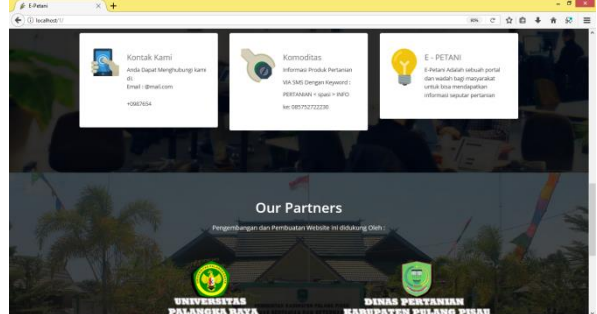 E-Petani
localhost/1/
80%
Kontak Kami
Anda Dapat Menghubungi kami
di:
Email : @mail.com
+0987654
Komoditas
Informasi Produk Pertanian
VIA SMS Dengan Keyword :
PERTANIAN + spasi + INFO
ke: 085752722230
E - PETANI
E-Petani Adalah sebuah portal
dan wadah bagi masyarakat
untuk bisa mendapatkan
informasi seputar pertanian
Our Partners
Pengembangan dan Pembuatan Website ini didukung Oleh :
UNIVERSITAS
PALANGKA RAYA
DINAS PERTANIAN
KABUPATEN PULANG PISAU